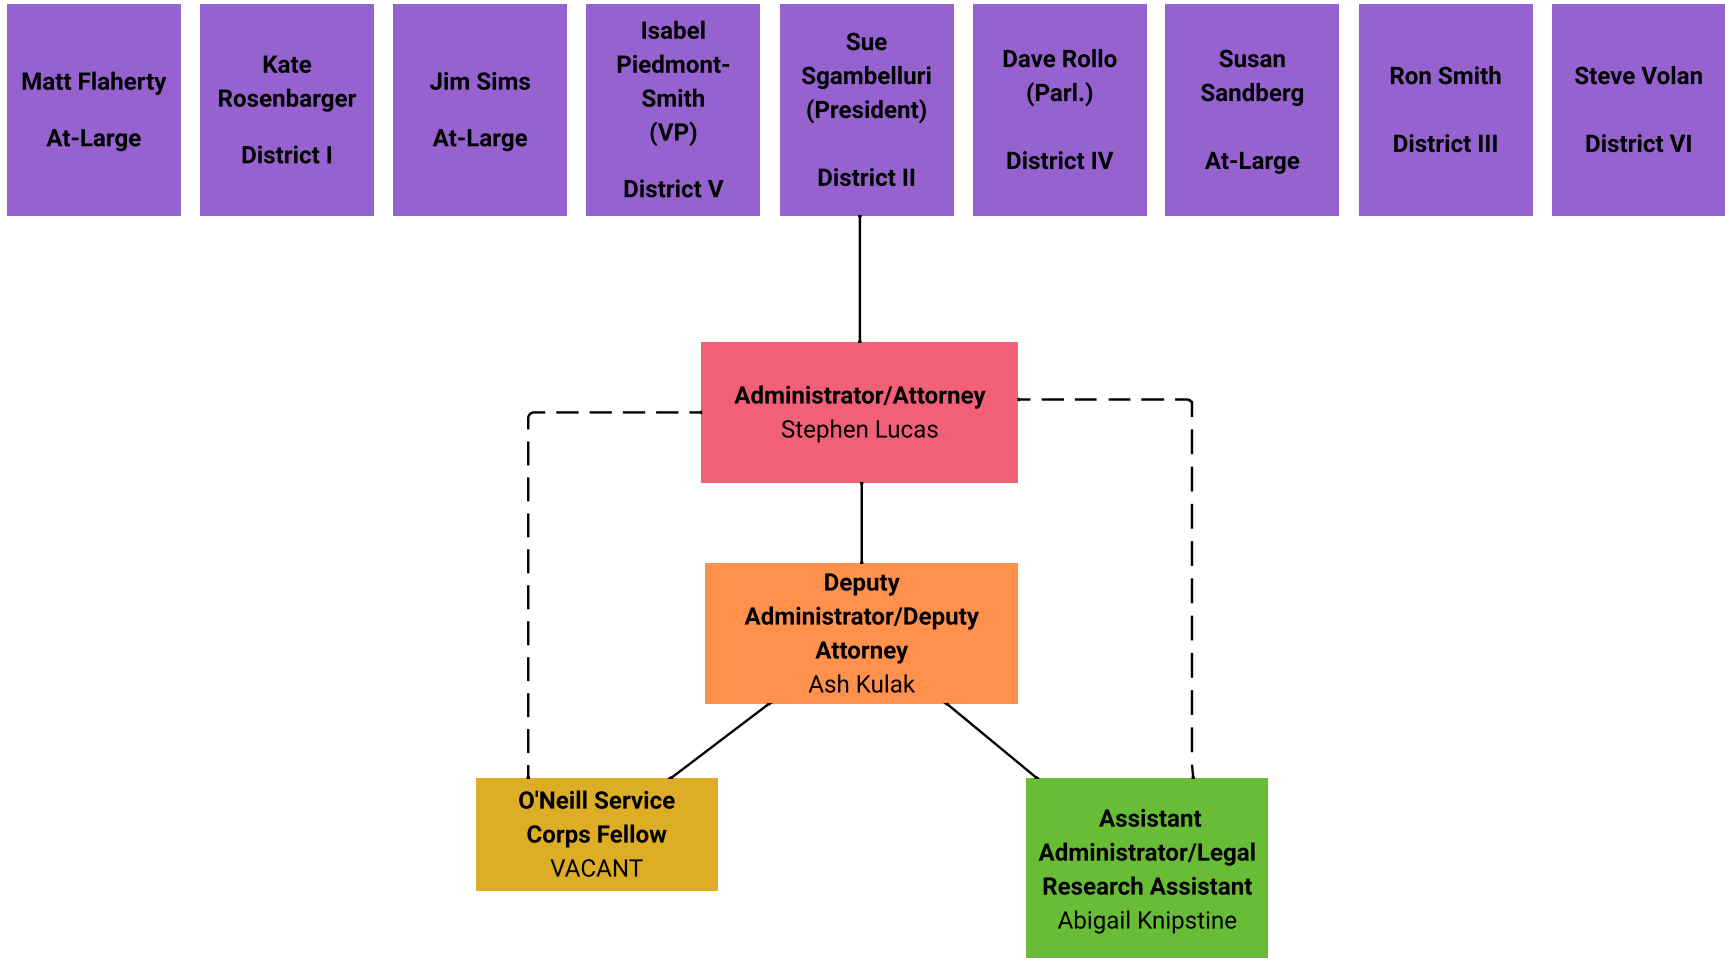 Matt Flaherty
At-Large
Kate
Rosenbarger
District I
Jim Sims
At-Large
Isabel
Piedmont-
Smith
(VP)
District V
Sue
Sgambelluri
(President)
District II
Dave Rollo
(Parl.)
District IV
Susan
Sandberg
At-Large
Ron Smith
District III
Steve Volan
District VI
Administrator/Attorney
Stephen Lucas
Deputy
Administrator/Deputy
Attorney
Ash Kulak
O'Neill Service
Corps Fellow
VACANT
Assistant
Administrator/Legal
Research Assistant
Abigail Knipstine